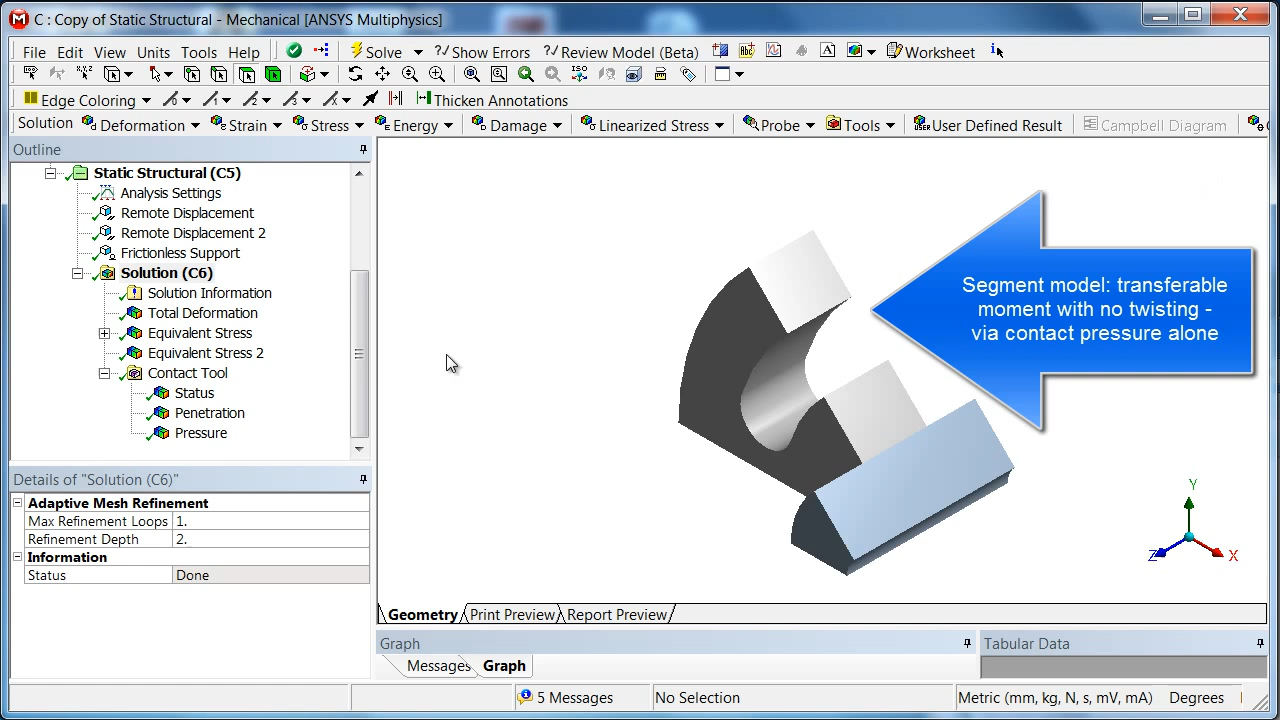 C : Copy of Static Structural - Mechanical [ANSYS Multiphysics]
File Edit View Units Tools Help Solve ?/Show Errors ?/Review Model (Beta) Worksheet
Edge Coloring Thicken Annotations
Solution Deformation Strain Stress Energy Damage Linearized Stress Probe Tools User Defined Result Campbell Diagram
Outline
Static Structural (C5)
Analysis Settings
Remote Displacement
Remote Displacement 2
Frictionless Support
Solution (C6)
Solution Information
Total Deformation
Equivalent Stress
Equivalent Stress 2
Contact Tool
Status
Penetration
Pressure
Details of "Solution (C6)"
Adaptive Mesh Refinement
Max Refinement Loops 1.
Refinement Depth 2.
Information
Status Done
Segment model: transferable
moment with no twisting -
via contact pressure alone
Y
Z X
Geometry Print Preview Report Preview
Graph Tabular Data
Messages Graph
5 Messages No Selection Metric (mm, kg, N, s, mV, mA) Degrees